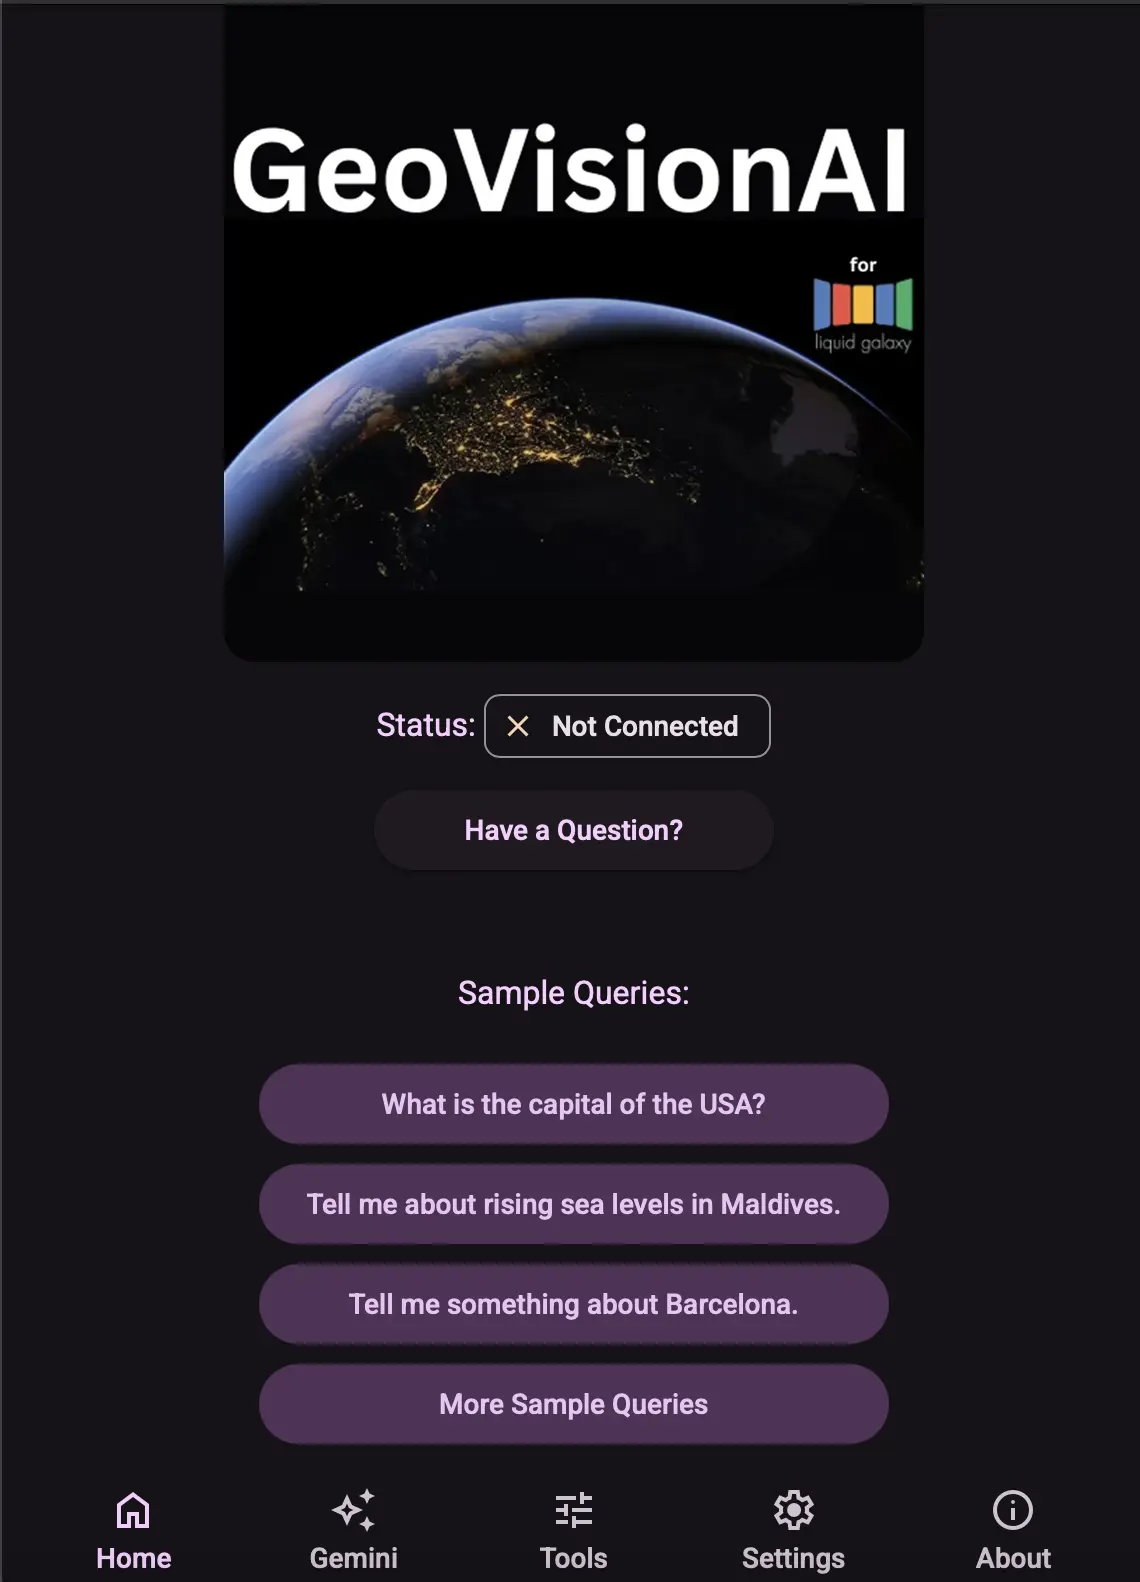 GeoVisionAI
for
liquid galaxy
Status: Not Connected
Have a Question?
Sample Queries:
What is the capital of the USA?
Tell me about rising sea levels in Maldives.
Tell me something about Barcelona.
More Sample Queries
Home Gemini Tools Settings About